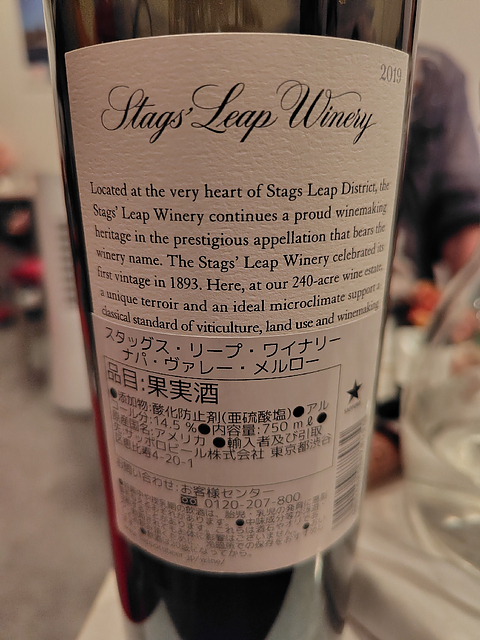 2019
Stags' Leap Winery
Located at the very heart of Stags Leap District, the
Stags' Leap Winery continues a proud winemaking
heritage in the prestigious appellation that bears the
winery name. The Stags' Leap Winery celebrated its
first vintage in 1893. Here, at our 240-acre wine estate,
a unique terroir and an ideal microclimate support a
classical standard of viticulture, land use and winemaking
スタッグス・リープ・ワイナリー
ナパ・ヴァレー・メルロー
品目:果実酒
●添加物:酸化防止剤(亜硫酸塩)●アル
コール分:14.5%●内容量:750mℓ●
原産国名:アメリカ ●輸入者及び引取
サッポロビール株式会社 東京都渋谷
区恵比寿4-20-1
お問い合わせ:お客様センター
0120-207-800